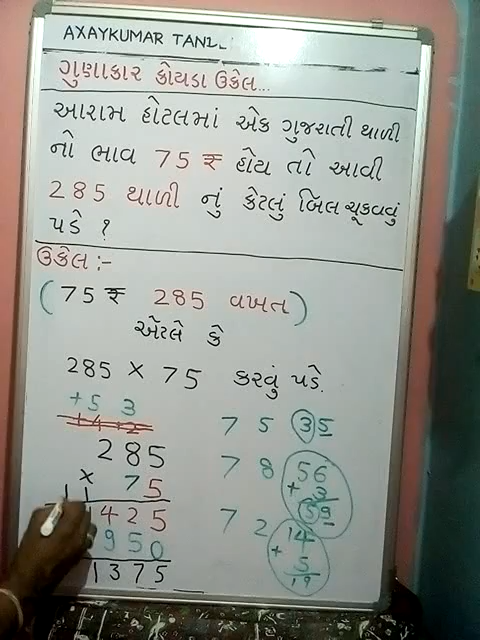 AXAYKUMAR TANIL
ગુણાકાર કોયડા ઉકેલ...
આરામ હોટલમાં એક ગુજરાતી થાળી
નો ભાવ 75 ₹ હોય તો આવી
285 થાળી નું કેટલું બિલ ચૂકવવું
પડે ?
ઉકેલ :-
(75 ₹ 285 વખત)
એટલે કે
285 × 75 કરવું પડે.
+5 3
+4 +2
285
× 75
1425
950
1375
7 5 35
7 8 56
+ 3
59
7 2 14
+ 5
19